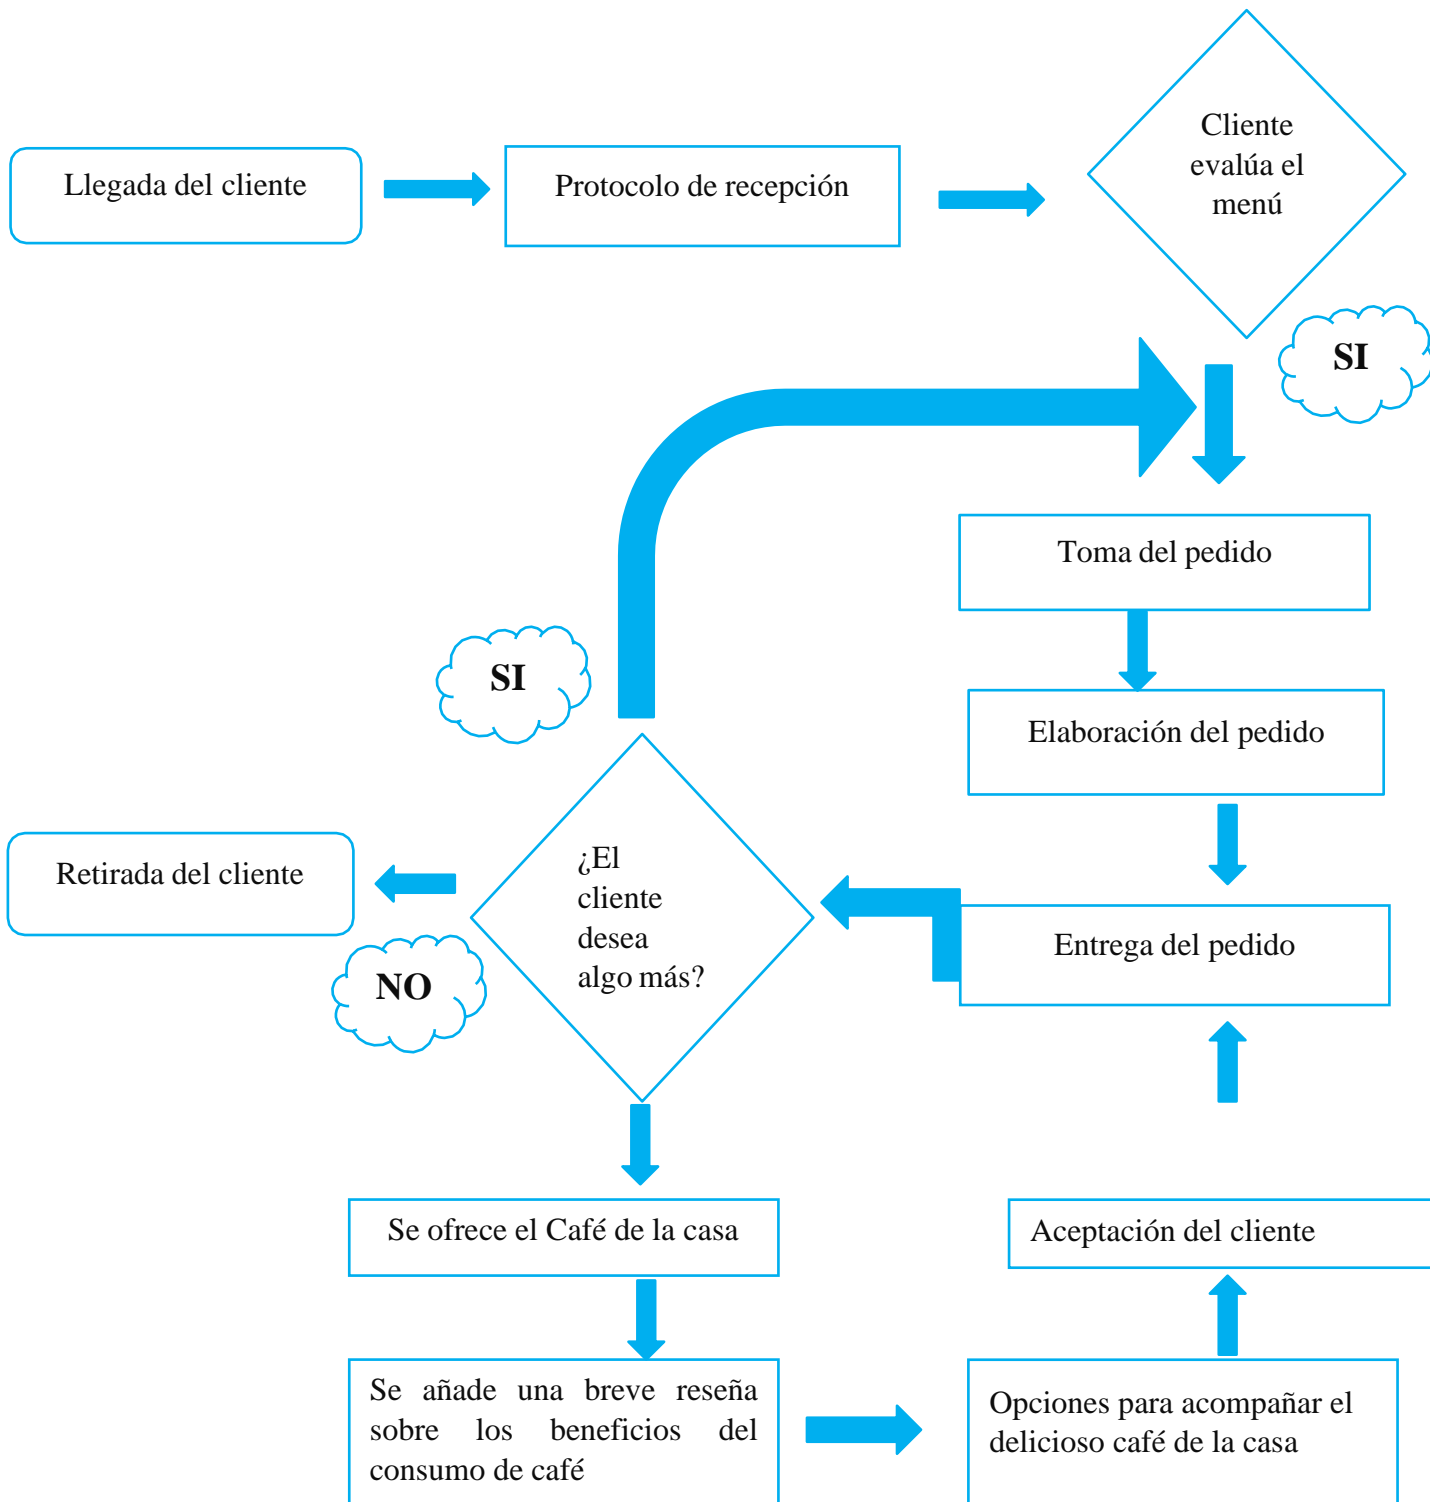 Llegada del cliente
Protocolo de recepción
Cliente
evalúa el
menú
SI
Toma del pedido
SI
Elaboración del pedido
Retirada del cliente
¿El
cliente
desea
algo más?
Entrega del pedido
NO
Se ofrece el Café de la casa
Aceptación del cliente
Se añade una breve reseña
sobre los beneficios del
consumo de café
Opciones para acompañar el
delicioso café de la casa